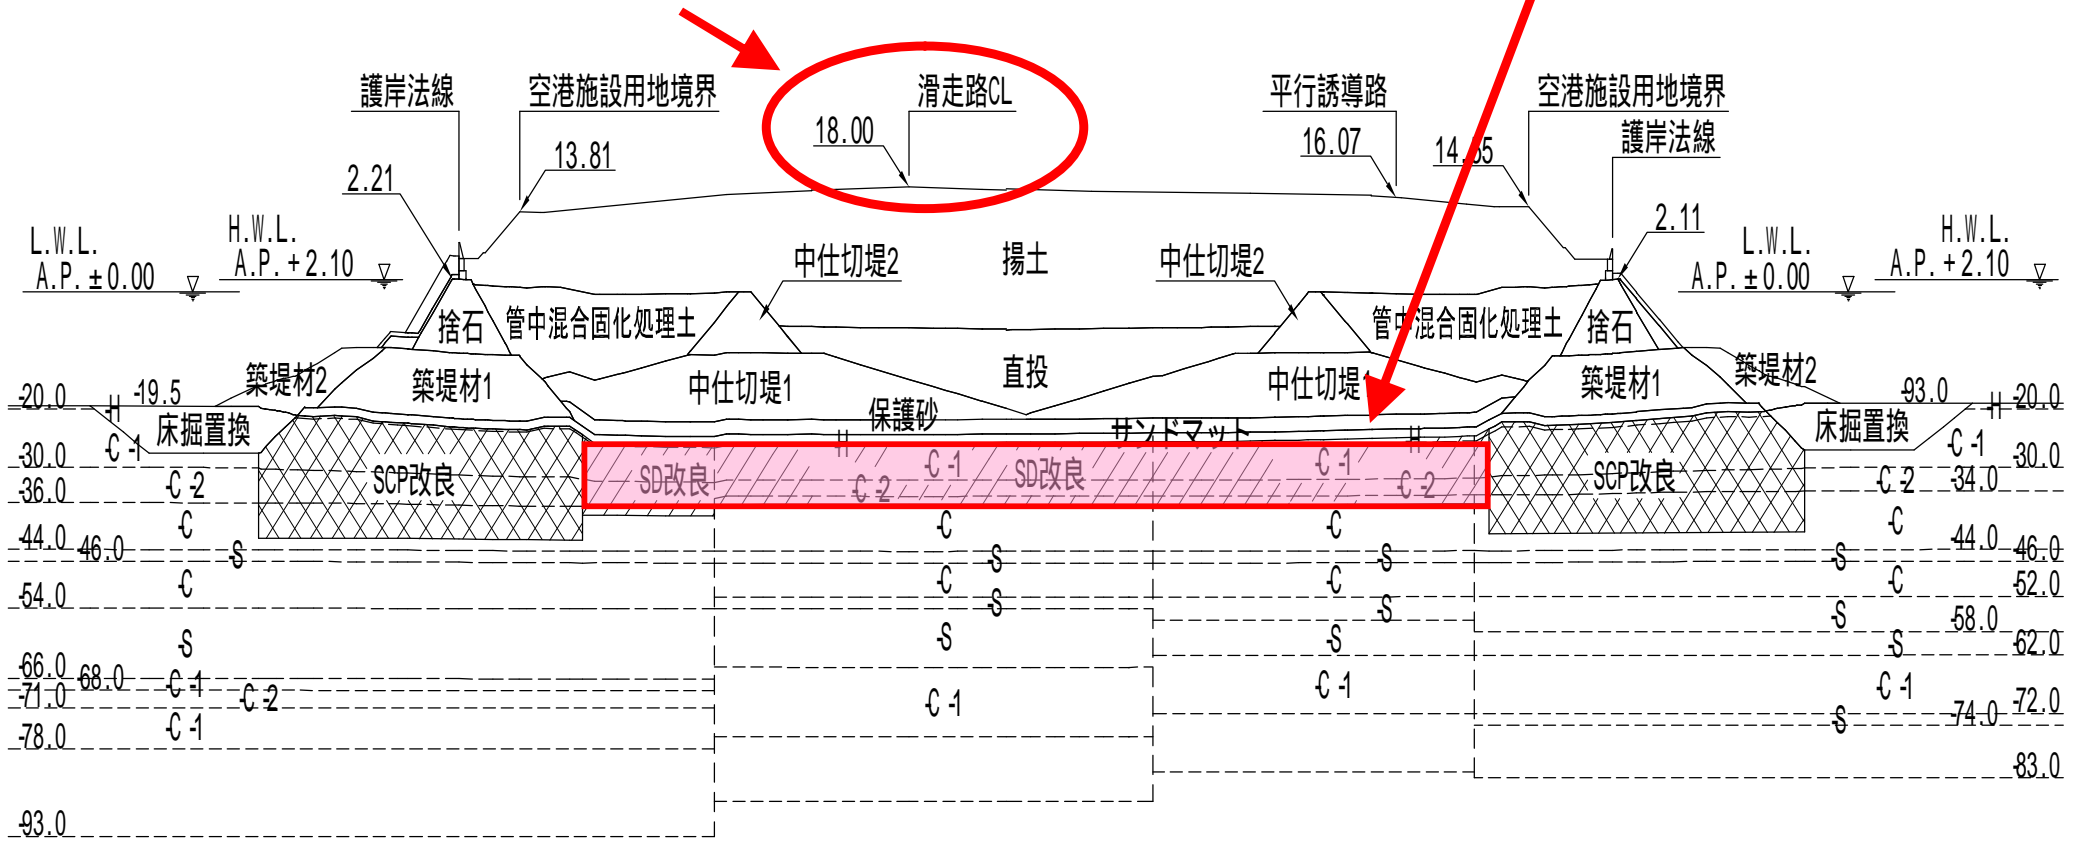 護岸法線
空港施設用地境界
滑走路CL
平行誘導路
空港施設用地境界
護岸法線
18.00
16.07
13.81
2.21
2.11
L.W.L.
A.P.±0.00
H.W.L.
A.P.+2.10
L.W.L.
A.P.±0.00
H.W.L.
A.P.+2.10
中仕切堤2
揚土
中仕切堤2
捨石
管中混合固化処理土
管中混合固化処理土
捨石
築堤材2
築堤材1
中仕切堤1
直投
中仕切堤1
築堤材1
築堤材2
-20.0
-H
-19.5
-93.0
-H
-20.0
床掘置換
保護砂
サンドマット
床掘置換
H
H
-C-1
-30.0
-C-2
-36.0
SCP改良
SD改良
-C-1
-C-2
SD改良
-C-1
-C-2
SCP改良
-C-1
-30.0
-C-2
-34.0
-C
-C
-C
-C
-44.0
-46.0
-S
-S
-S
-S
-44.0
-46.0
-C
-C
-C
-C
-52.0
-54.0
-S
-S
-S
-58.0
-S
-S
-S
-S
-62.0
-66.0
-68.0
-C-1
-71.0
-C-2
-C-1
-C-1
-C-1
-72.0
-C-1
-S
-74.0
-78.0
-83.0
-93.0